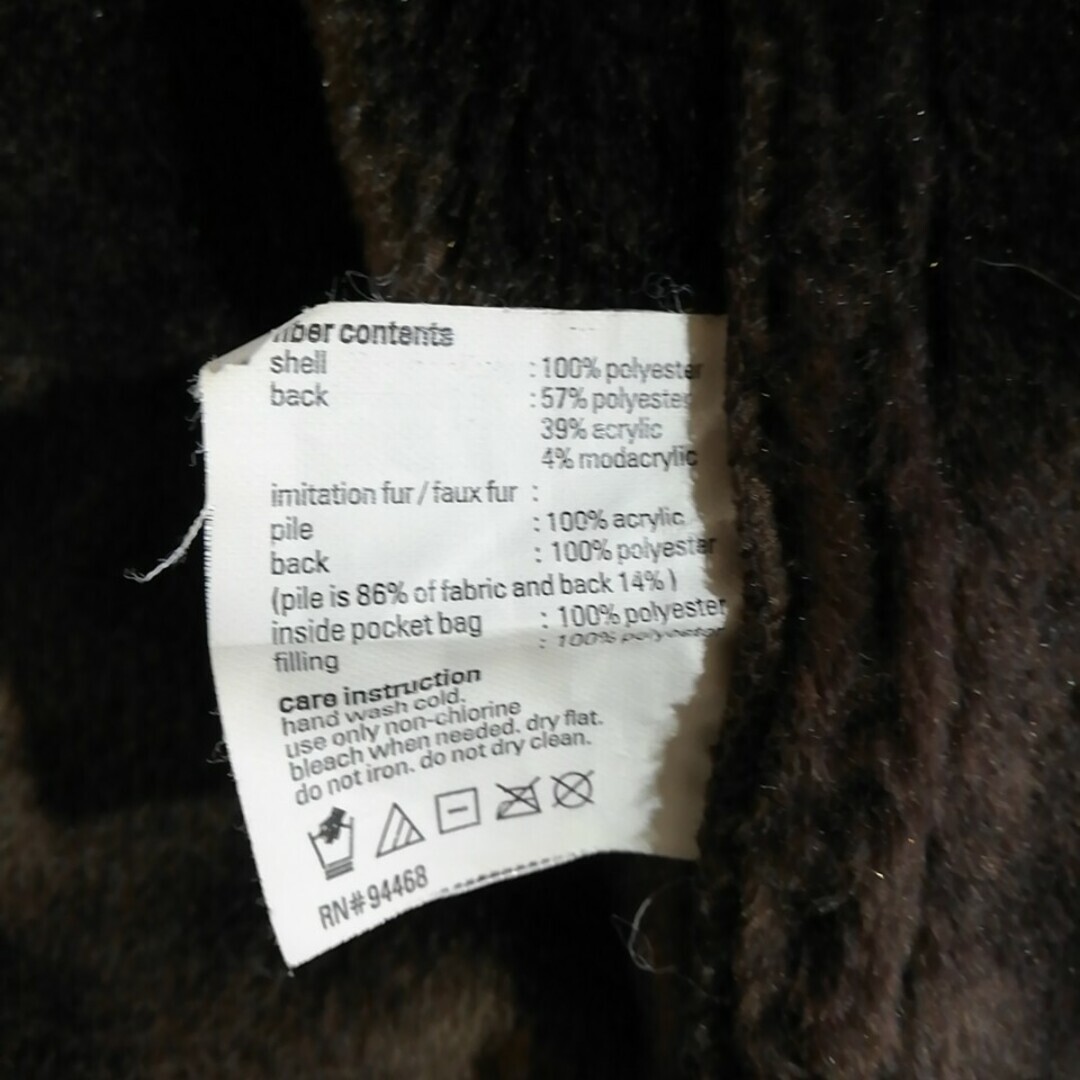 fiber contents
shell : 100% polyester
back : 57% polyester
39% acrylic
4% modacrylic
imitation fur / faux fur :
pile : 100% acrylic
back : 100% polyester
(pile is 86% of fabric and back 14%)
inside pocket bag : 100% polyester
filling : 100% polyester
care instruction
hand wash cold.
use only non-chlorine
bleach when needed. dry flat.
do not iron. do not dry clean.
RN# 94468